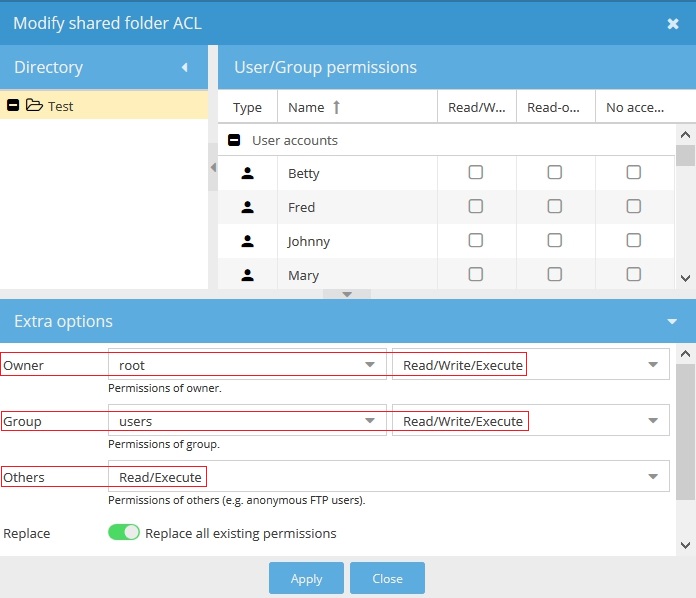 Modify shared folder ACL
Directory
User/Group permissions
Test
Type Name Read/W... Read-o... No acce...
User accounts
Betty
Fred
Johnny
Mary
Extra options
Owner root Read/Write/Execute
Permissions of owner.
Group users Read/Write/Execute
Permissions of group.
Others Read/Execute
Permissions of others (e.g. anonymous FTP users).
Replace Replace all existing permissions
Apply Close